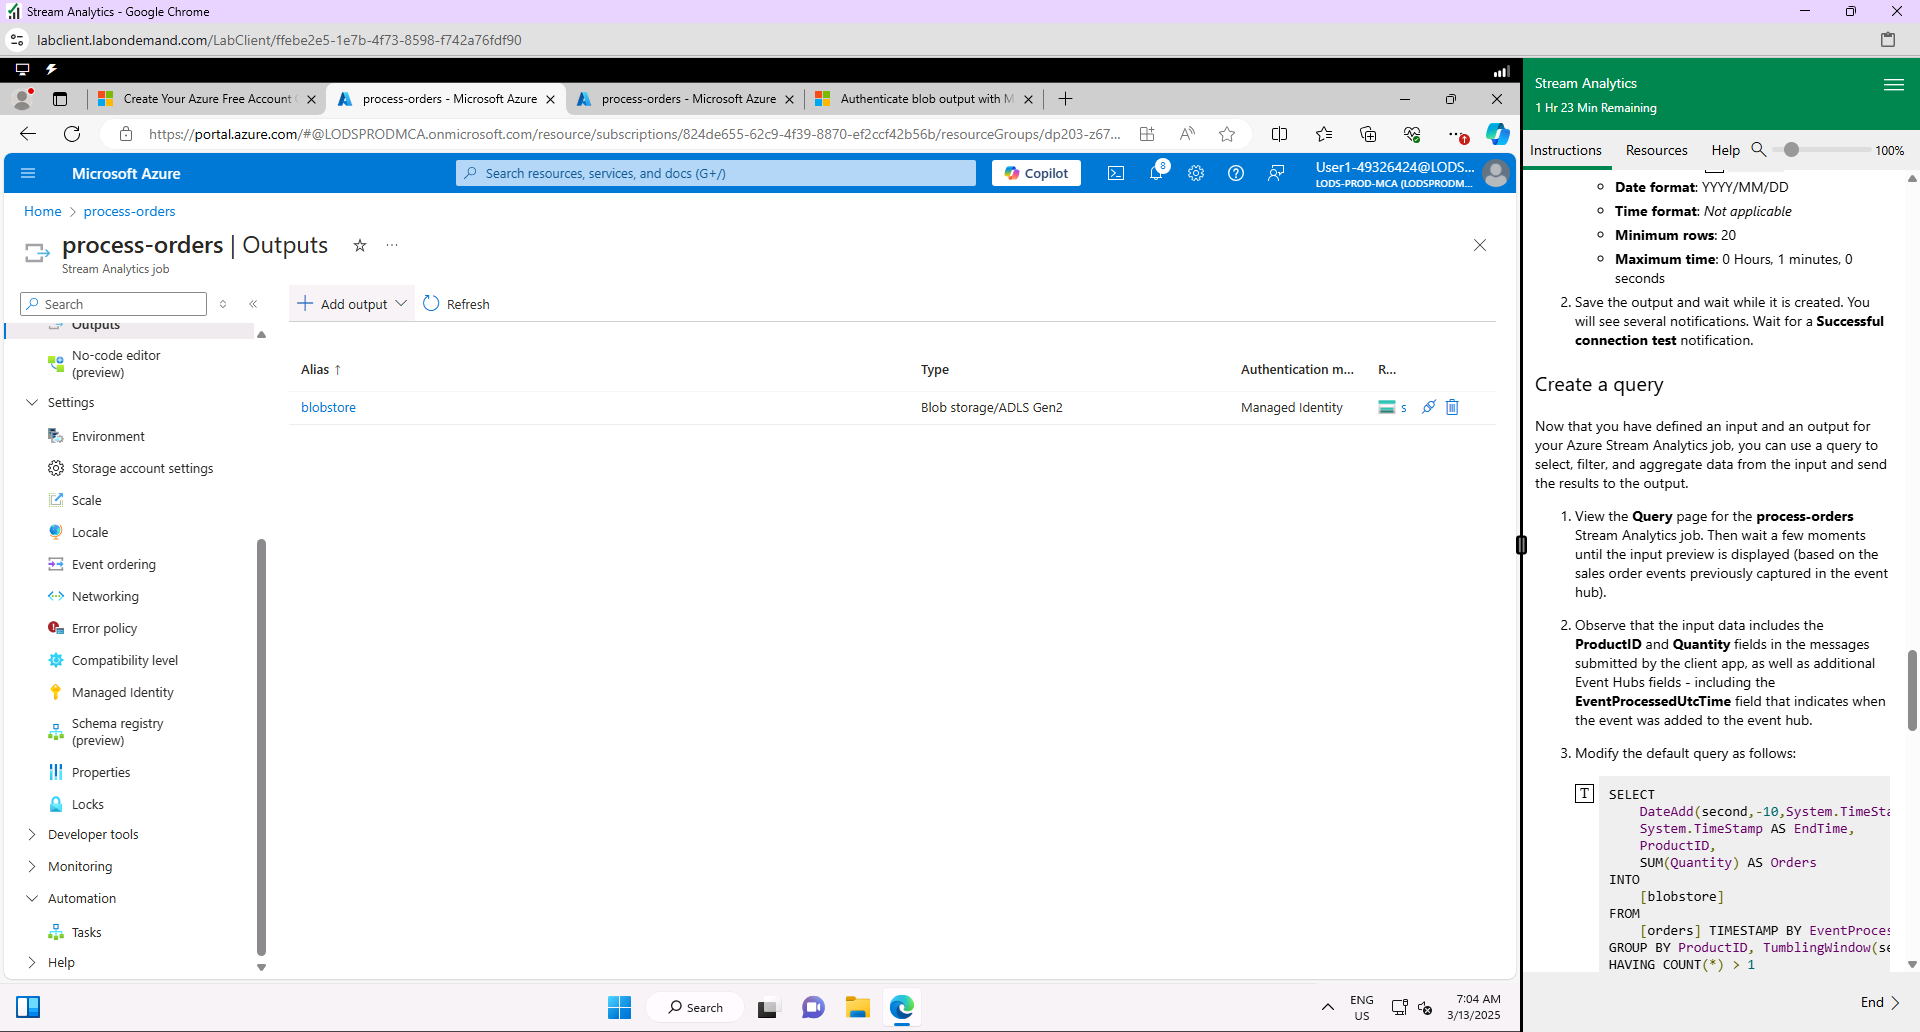 Stream Analytics - Google Chrome
labclient.labondemand.com/LabClient/ffebe2e5-1e7b-4f73-8598-f742a76fdf90
Create Your Azure Free Account
process-orders - Microsoft Azure
process-orders - Microsoft Azure
Authenticate blob output with M
https://portal.azure.com/#@LODSPRODMCA.onmicrosoft.com/resource/subscriptions/824de655-62c9-4f39-8870-ef2ccf42b56b/resourceGroups/dp203-z67...
Microsoft Azure
Search resources, services, and docs (G+/)
Copilot
8
User1-49326424@LODS...
LODS-PROD-MCA (LODSPRODM...
Home > process-orders
process-orders | Outputs
Stream Analytics job
Search
Outputs
No-code editor
(preview)
Settings
Environment
Storage account settings
Scale
Locale
Event ordering
Networking
Error policy
Compatibility level
Managed Identity
Schema registry
(preview)
Properties
Locks
Developer tools
Monitoring
Automation
Tasks
Help
Add output
Refresh
Alias ↑
Type
Authentication m...
R...
blobstore
Blob storage/ADLS Gen2
Managed Identity
s
Search
ENG
US
7:04 AM
3/13/2025
Stream Analytics
1 Hr 23 Min Remaining
Instructions
Resources
Help
100%
Date format: YYYY/MM/DD
Time format: Not applicable
Minimum rows: 20
Maximum time: 0 Hours, 1 minutes, 0
seconds
2. Save the output and wait while it is created. You
will see several notifications. Wait for a Successful
connection test notification.
Create a query
Now that you have defined an input and an output for
your Azure Stream Analytics job, you can use a query to
select, filter, and aggregate data from the input and send
the results to the output.
1. View the Query page for the process-orders
Stream Analytics job. Then wait a few moments
until the input preview is displayed (based on the
sales order events previously captured in the event
hub).
2. Observe that the input data includes the
ProductID and Quantity fields in the messages
submitted by the client app, as well as additional
Event Hubs fields - including the
EventProcessedUtcTime field that indicates when
the event was added to the event hub.
3. Modify the default query as follows:
T
SELECT
DateAdd(second,-10,System.TimeSta
System.TimeStamp AS EndTime,
ProductID,
SUM(Quantity) AS Orders
INTO
[blobstore]
FROM
[orders] TIMESTAMP BY EventProces
GROUP BY ProductID, TumblingWindow(se
HAVING COUNT(*) > 1
End